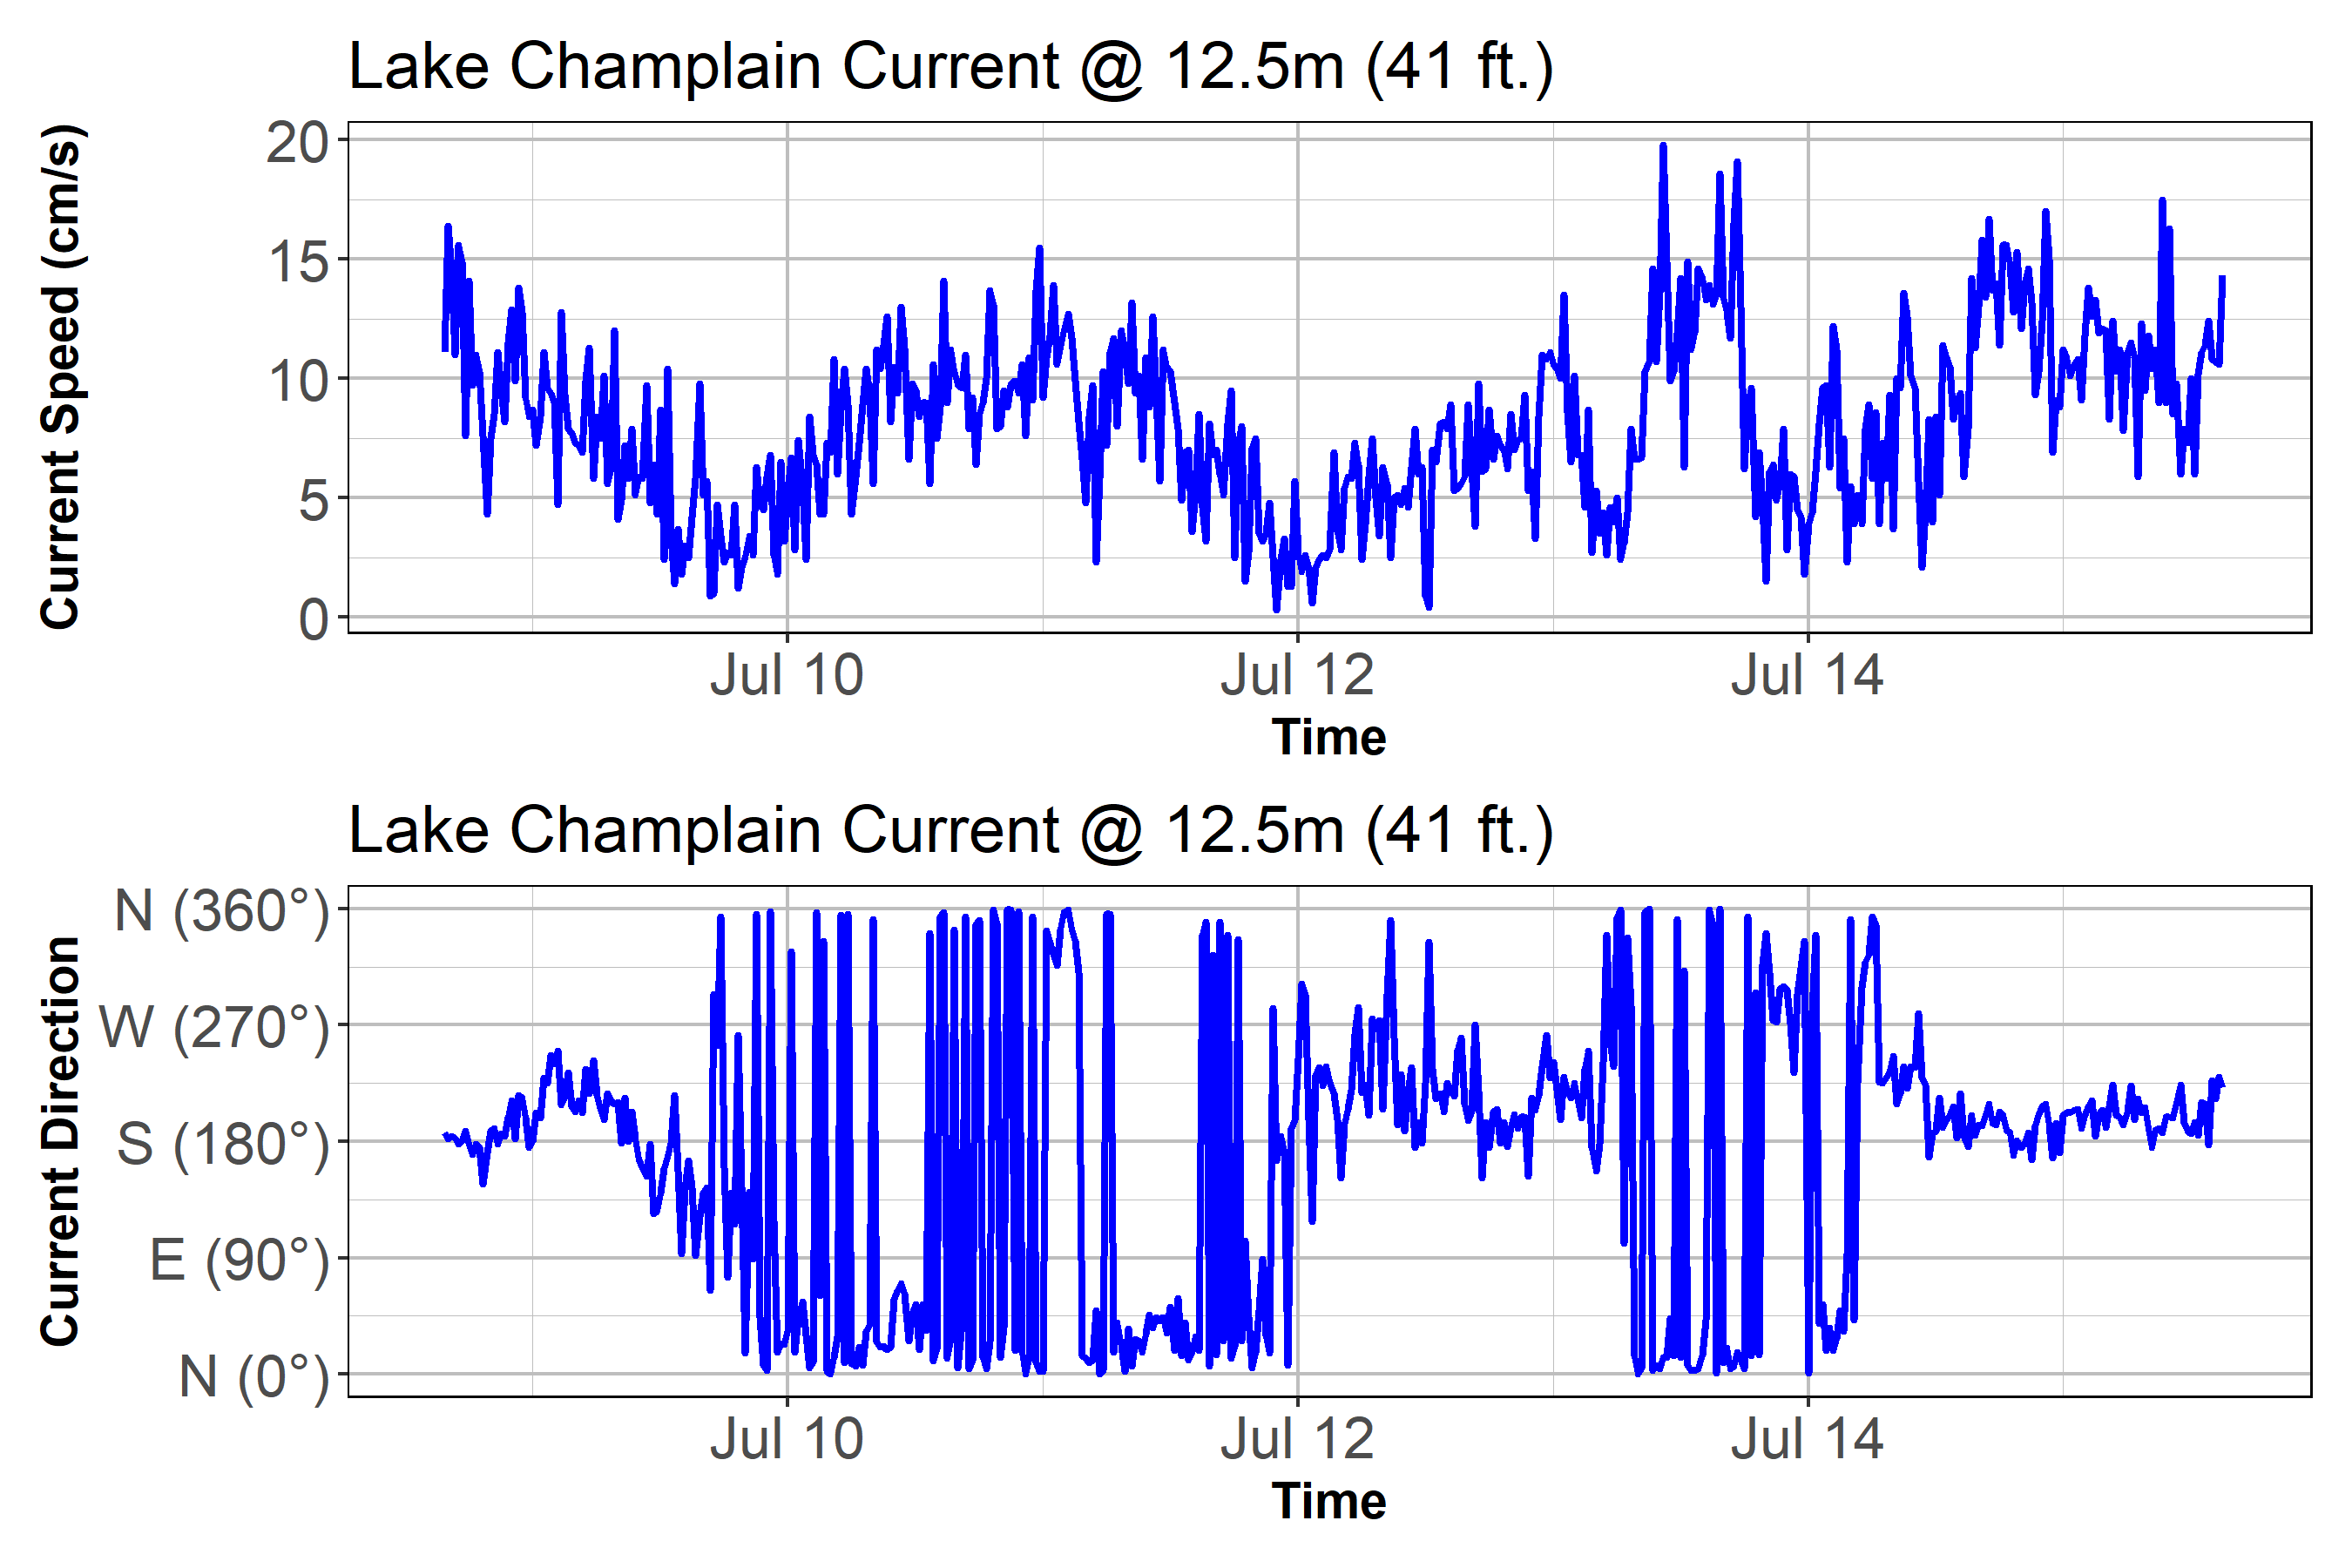 Lake Champlain Current @ 12.5m (41 ft.)
Current Speed (cm/s)
20
15
10
5
0
Jul 10 Jul 12 Jul 14
Time
Lake Champlain Current @ 12.5m (41 ft.)
Current Direction
N (360°)
W (270°)
S (180°)
E (90°)
N (0°)
Jul 10 Jul 12 Jul 14
Time